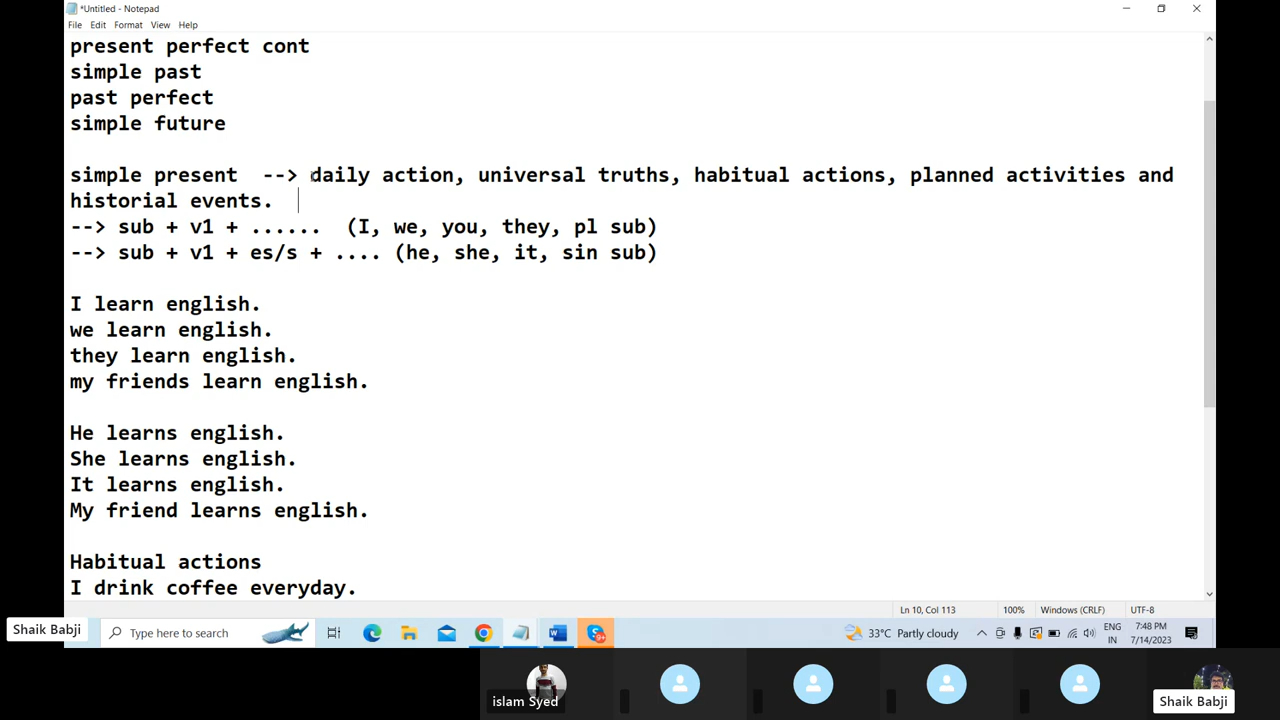 *Untitled - Notepad
File Edit Format View Help
present perfect cont
simple past
past perfect
simple future
simple present --> daily action, universal truths, habitual actions, planned activities and
historial events.
--> sub + v1 + ...... (I, we, you, they, pl sub)
--> sub + v1 + es/s + .... (he, she, it, sin sub)
I learn english.
we learn english.
they learn english.
my friends learn english.
He learns english.
She learns english.
It learns english.
My friend learns english.
Habitual actions
I drink coffee everyday.
Ln 10, Col 113 100% Windows (CRLF) UTF-8
Shaik Babji
Type here to search
33°C Partly cloudy
ENG
IN
7:48 PM
7/14/2023
islam Syed
Shaik Babji